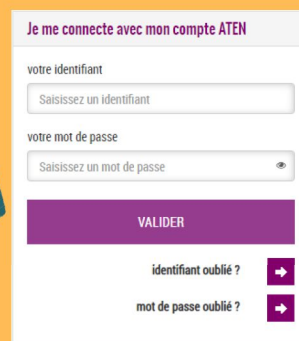 Je me connecte avec mon compte ATEN
votre identifiant
Saisissez un identifiant
votre mot de passe
Saisissez un mot de passe
VALIDER
identifiant oublié ?
mot de passe oublié ?